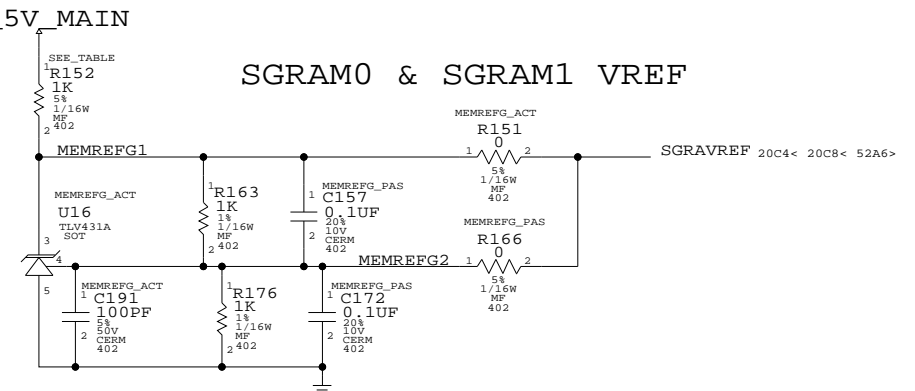 _5V_MAIN
SGRAM0 & SGRAM1 VREF
SEE_TABLE
1
R152
1K
5%
1/16W
MF
402
2
MEMREFG1
MEMREFG_ACT
R151
0
1
2
5%
1/16W
MF
402
SGRAVREF 20C4< 20C8< 52A6>
MEMREFG_ACT
U16
TLV431A
SOT
3
4
5
1
R163
1K
1%
1/16W
MF
402
2
MEMREFG_PAS
1
C157
0.1UF
20%
10V
CERM
402
2
MEMREFG_PAS
R166
0
MEMREFG2
1
2
5%
1/16W
MF
402
MEMREFG_ACT
1
C191
100PF
5%
50V
CERM
402
2
1
R176
1K
1%
1/16W
MF
402
2
MEMREFG_PAS
1
C172
0.1UF
20%
10V
CERM
402
2